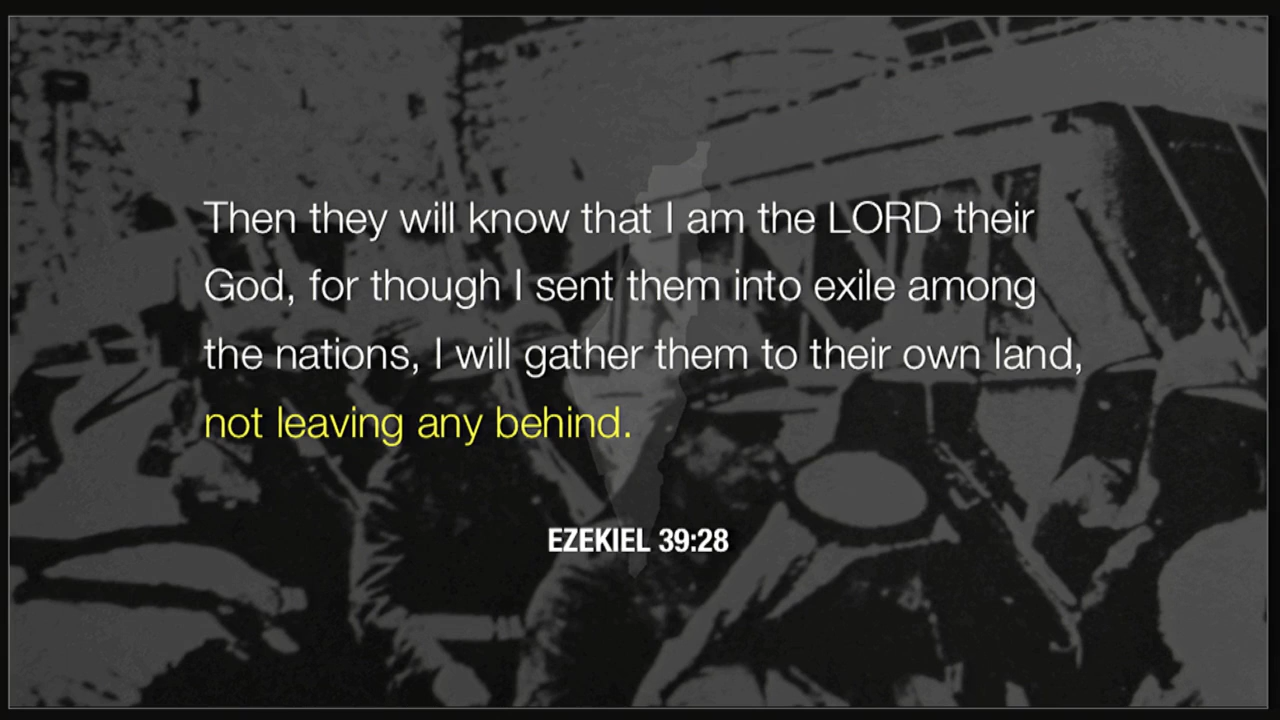 Then they will know that I am the LORD their
God, for though I sent them into exile among
the nations, I will gather them to their own land,
not leaving any behind.
EZEKIEL 39:28